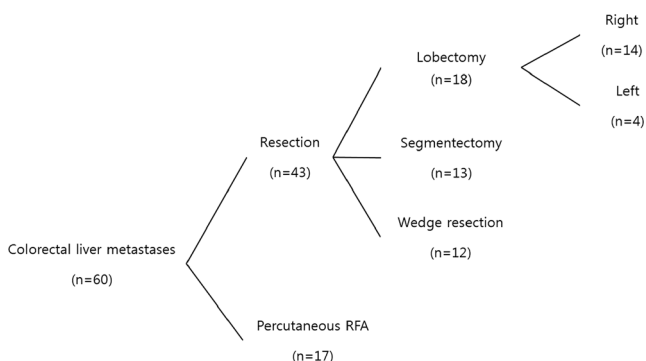 Colorectal liver metastases
(n=60)
Resection
(n=43)
Lobectomy
(n=18)
Right
(n=14)
Left
(n=4)
Segmentectomy
(n=13)
Wedge resection
(n=12)
Percutaneous RFA
(n=17)